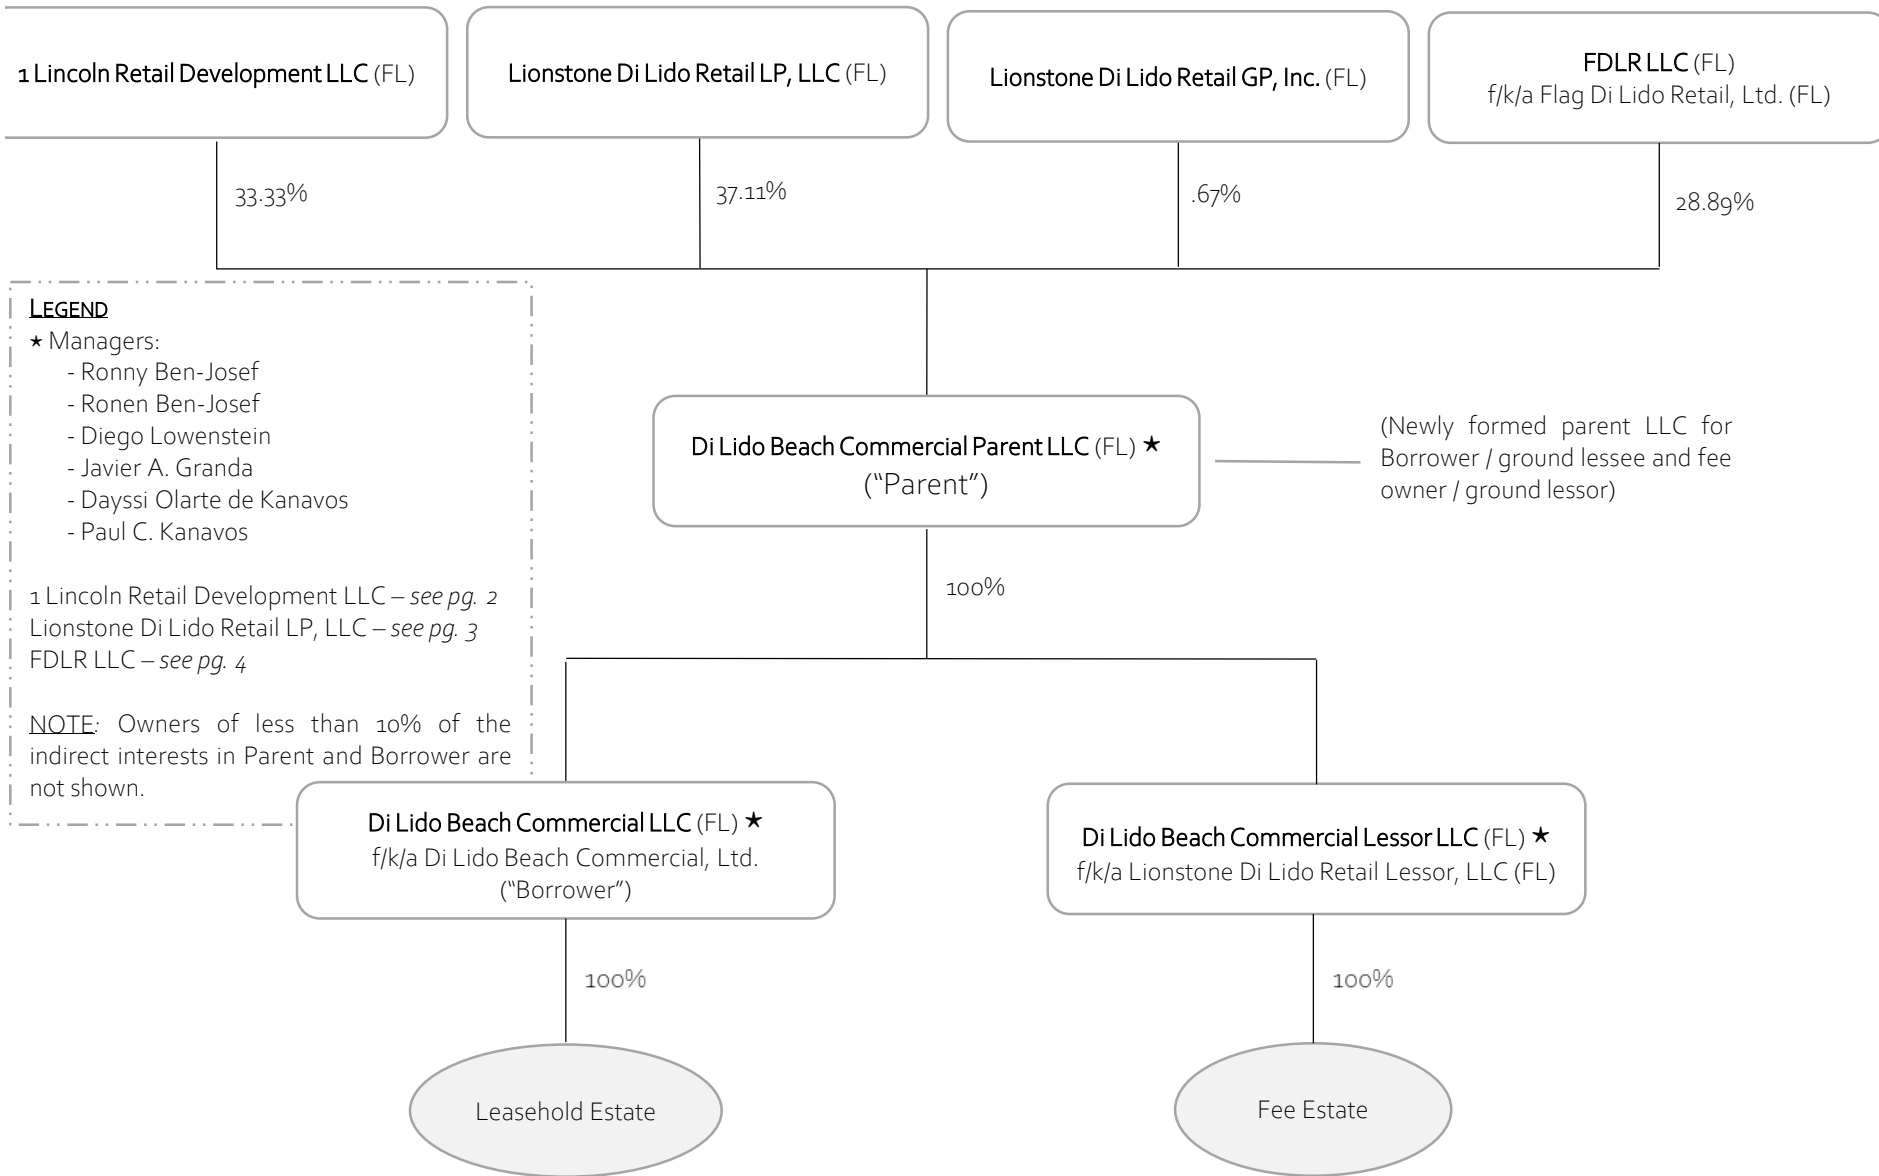 1 Lincoln Retail Development LLC (FL)
Lionstone Di Lido Retail LP, LLC (FL)
Lionstone Di Lido Retail GP, Inc. (FL)
FDLR LLC (FL)
f/k/a Flag Di Lido Retail, Ltd. (FL)
33.33%
37.11%
.67%
28.89%
LEGEND
★ Managers:
- Ronny Ben-Josef
- Ronen Ben-Josef
- Diego Lowenstein
- Javier A. Granda
- Dayssi Olarte de Kanavos
- Paul C. Kanavos
1 Lincoln Retail Development LLC – see pg. 2
Lionstone Di Lido Retail LP, LLC – see pg. 3
FDLR LLC – see pg. 4
NOTE: Owners of less than 10% of the
indirect interests in Parent and Borrower are
not shown.
Di Lido Beach Commercial Parent LLC (FL) ★
(“Parent”)
(Newly formed parent LLC for
Borrower / ground lessee and fee
owner / ground lessor)
100%
Di Lido Beach Commercial LLC (FL) ★
f/k/a Di Lido Beach Commercial, Ltd.
(“Borrower”)
Di Lido Beach Commercial Lessor LLC (FL) ★
f/k/a Lionstone Di Lido Retail Lessor, LLC (FL)
100%
100%
Leasehold Estate
Fee Estate